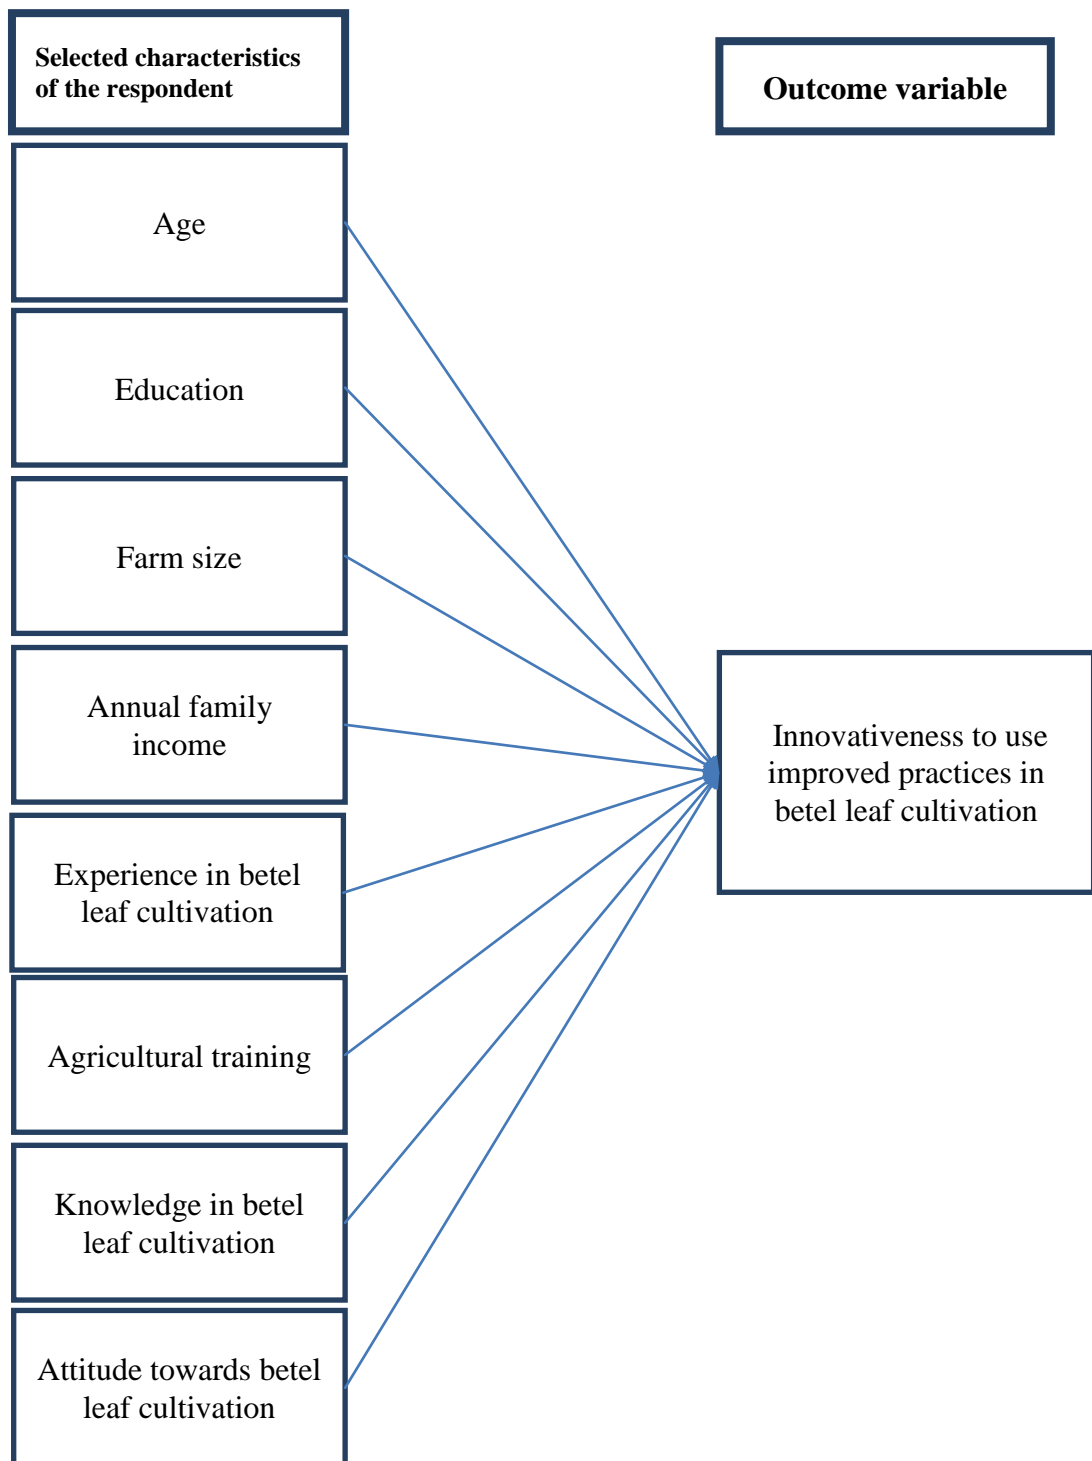 Selected characteristics
of the respondent
Outcome variable
Age
Education
Farm size
Annual family
income
Experience in betel
leaf cultivation
Agricultural training
Knowledge in betel
leaf cultivation
Attitude towards betel
leaf cultivation
Innovativeness to use
improved practices in
betel leaf cultivation